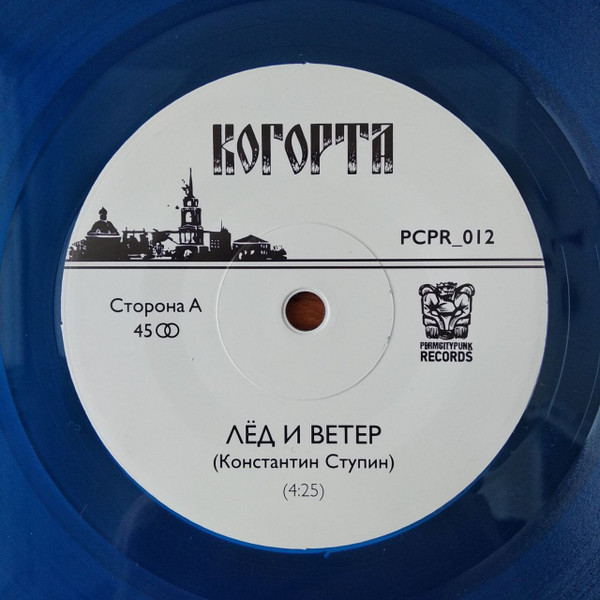 КОГОРТА
PCPR_012
Сторона А
45
PERMCITYPUNK
RECORDS
ЛЁД И ВЕТЕР
(Константин Ступин)
(4:25)